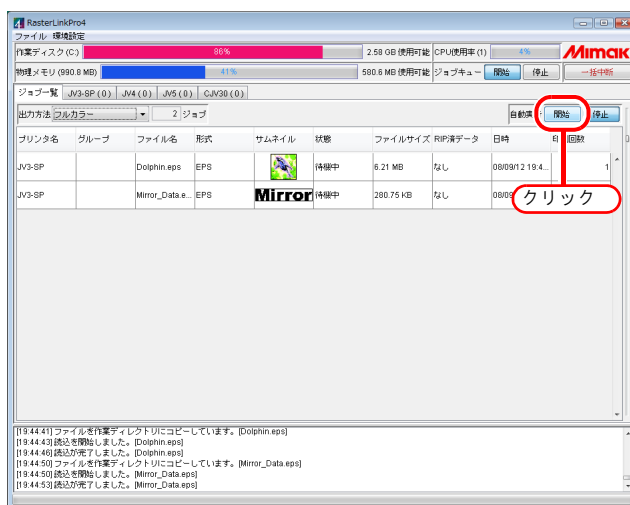 RasterLinkPro4
ファイル 環境設定
作業ディスク(C:) 86% 2.58 GB 使用可能 CPU使用率(1) 4% Mimaki
物理メモリ(990.8 MB) 41% 580.6 MB 使用可能 ジョブキュー 開始 停止 一括中断
ジョブ一覧 JV3-SP(0) JV4(0) JV5(0) CJV30(0)
出力方法 フルカラー 2 ジョブ 開始 停止
プリンタ名 グループ ファイル名 形式 サムネイル 状態 ファイルサイズ RIP済データ 日時
JV3-SP Dolphin.eps EPS 待機中 6.21 MB なし 08/09/12 19:4... 1
JV3-SP Mirror_Data.e... EPS Mirror 待機中 280.75 KB なし
クリック
[19:44:41] ファイルを作業ディレクトリにコピーしています。[Dolphin.eps]
[19:44:43] 読込を開始しました。[Dolphin.eps]
[19:44:46] 読込が完了しました。[Dolphin.eps]
[19:44:50] ファイルを作業ディレクトリにコピーしています。[Mirror_Data.eps]
[19:44:50] 読込を開始しました。[Mirror_Data.eps]
[19:44:53] 読込が完了しました。[Mirror_Data.eps]